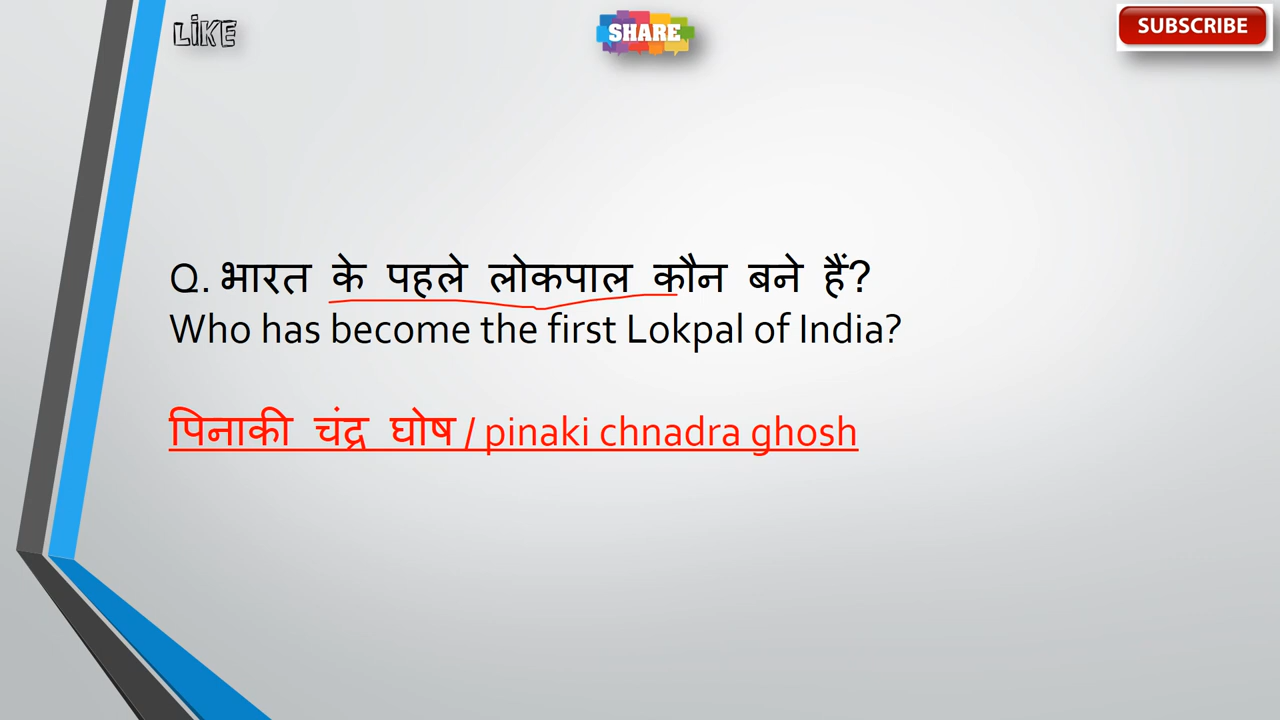 LIKE
SHARE
SUBSCRIBE
Q. भारत के पहले लोकपाल कौन बने हैं?
Who has become the first Lokpal of India?
पिनाकी चंद्र घोष / pinaki chnadra ghosh